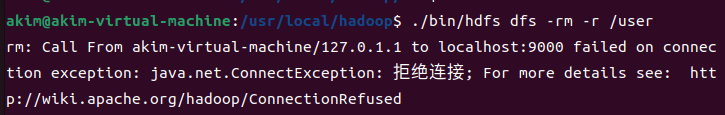 akim@akim-virtual-machine:/usr/local/hadoop$ ./bin/hdfs dfs -rm -r /user
rm: Call From akim-virtual-machine/127.0.1.1 to localhost:9000 failed on connec
tion exception: java.net.ConnectException: 拒绝连接; For more details see:  htt
p://wiki.apache.org/hadoop/ConnectionRefused